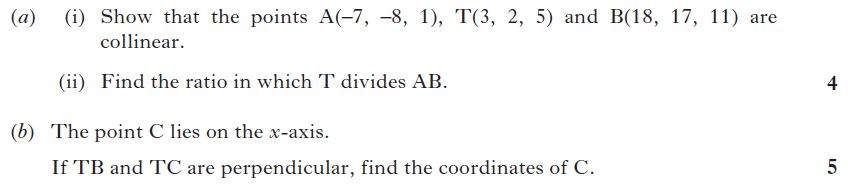 (a) (i) Show that the points A(–7, –8, 1), T(3, 2, 5) and B(18, 17, 11) are
collinear.
(ii) Find the ratio in which T divides AB. 4
(b) The point C lies on the x-axis.
If TB and TC are perpendicular, find the coordinates of C. 5